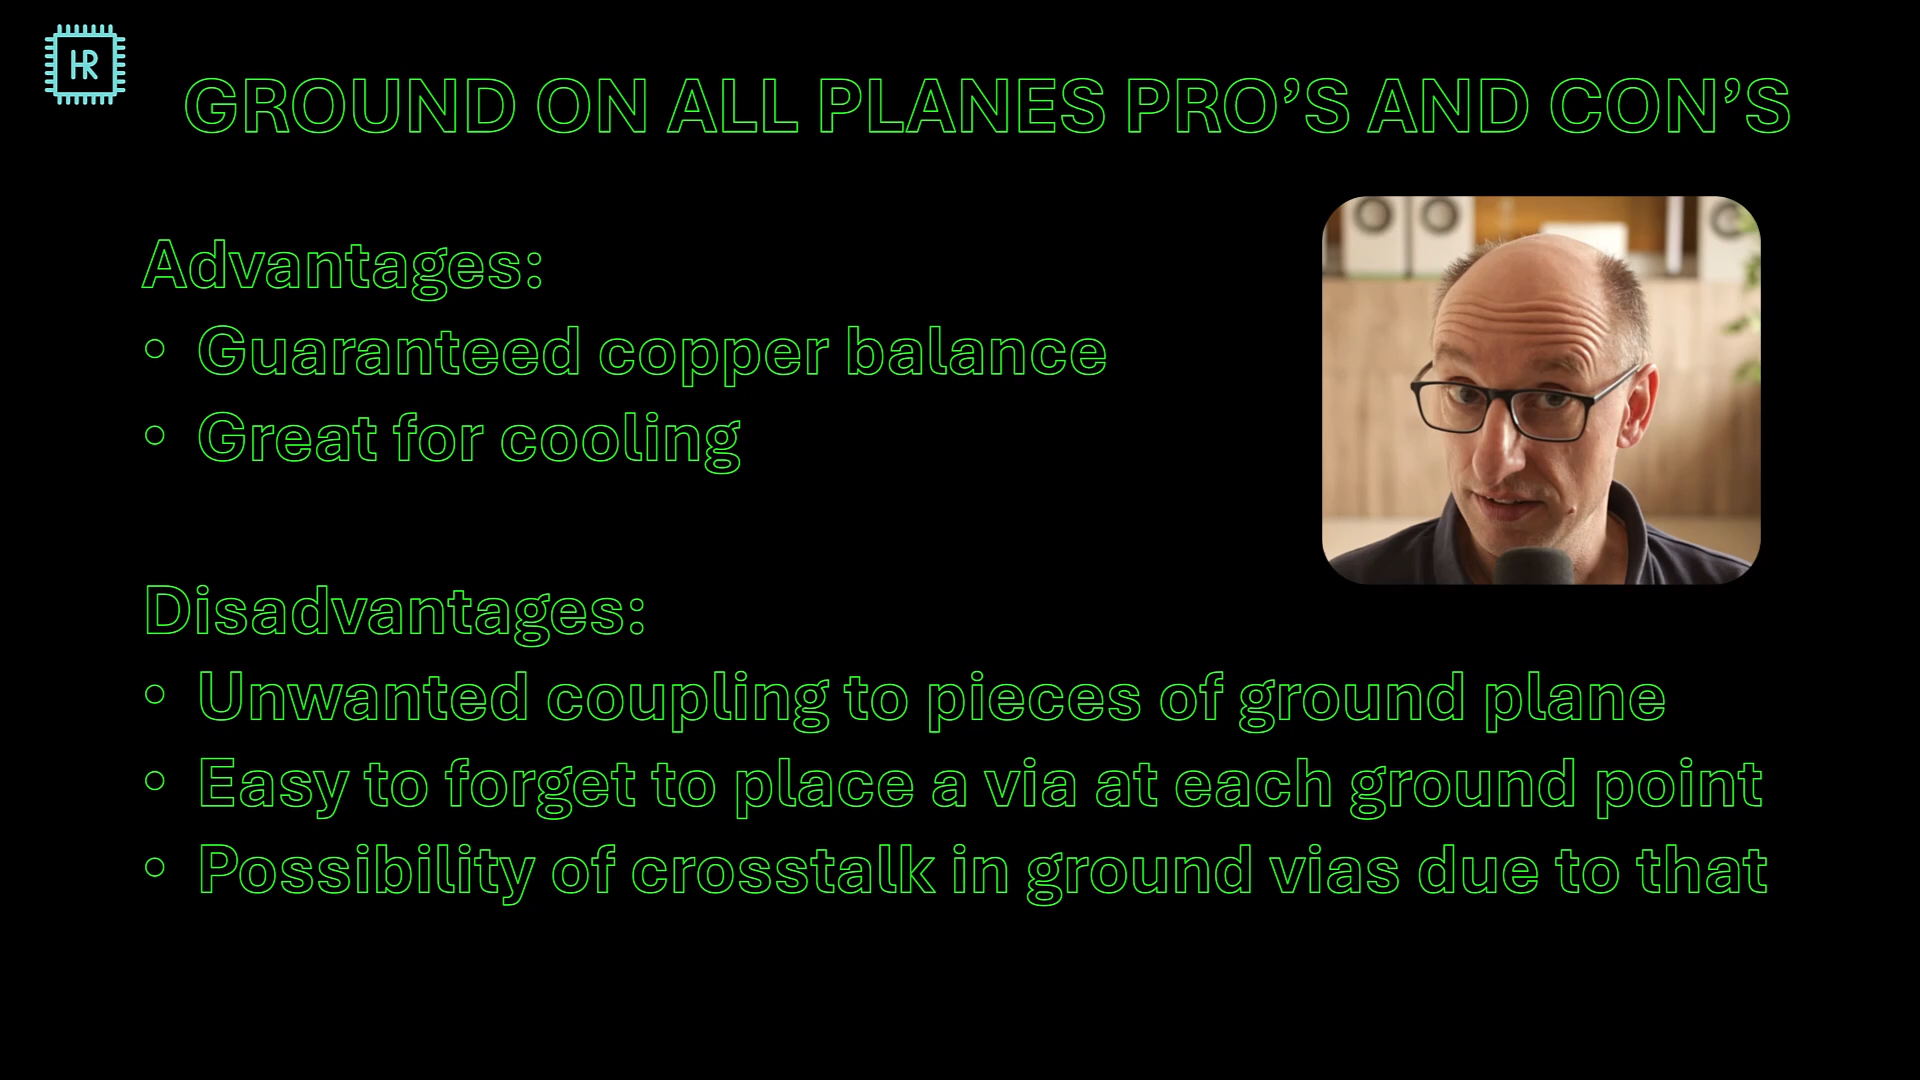 HR
GROUND ON ALL PLANES PRO’S AND CON’S
Advantages:
• Guaranteed copper balance
• Great for cooling
Disadvantages:
• Unwanted coupling to pieces of ground plane
• Easy to forget to place a via at each ground point
• Possibility of crosstalk in ground vias due to that